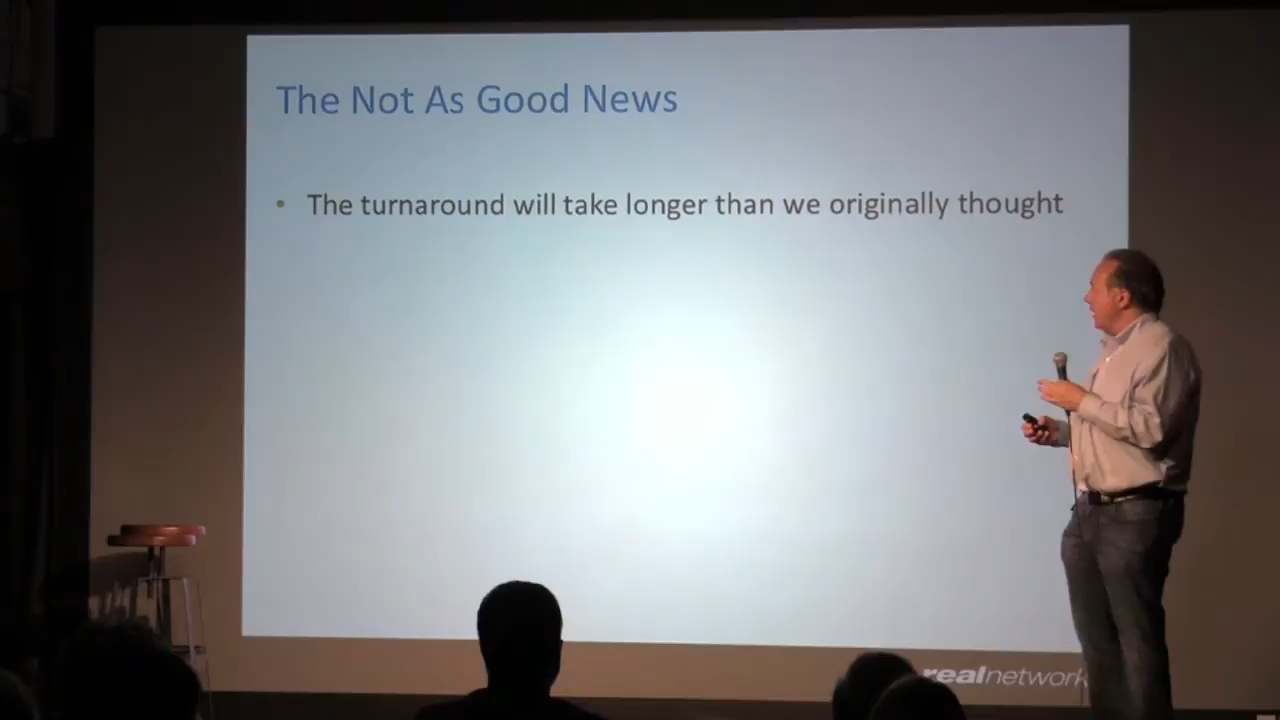 The Not As Good News
• The turnaround will take longer than we originally thought
realnetwork